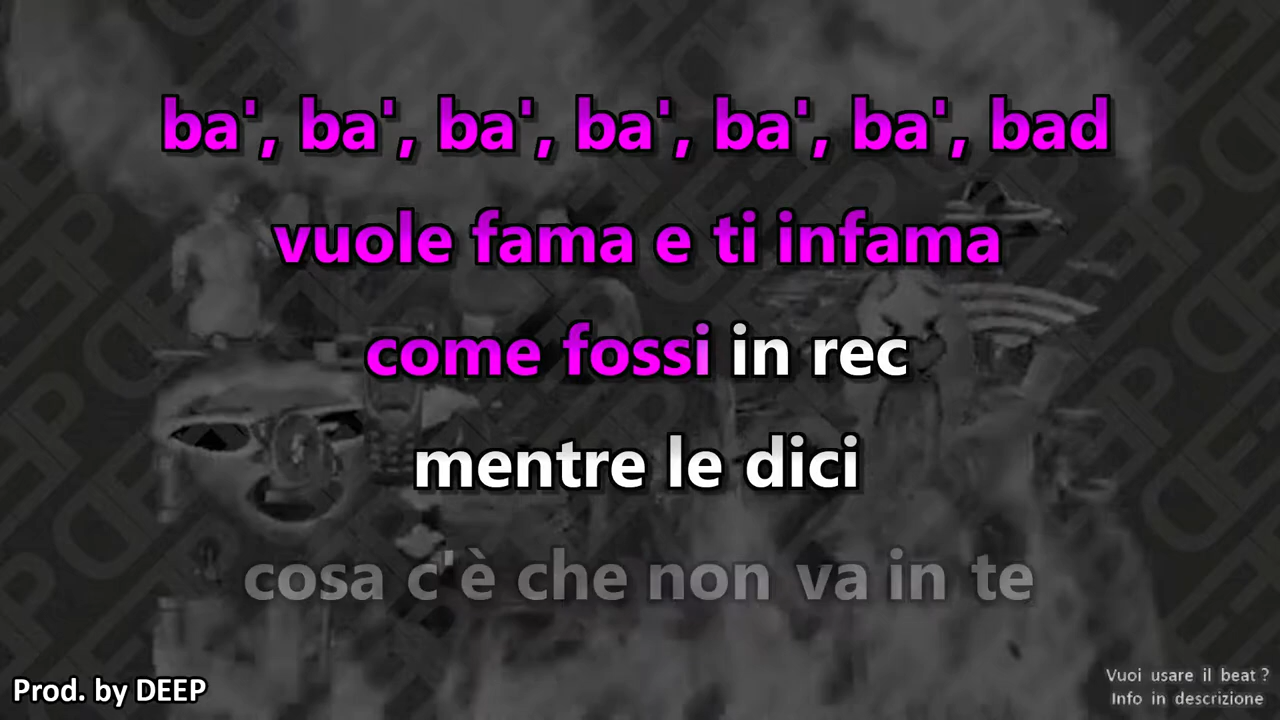 ba', ba', ba', ba', ba', ba', bad
vuole fama e ti infama
come fossi in rec
mentre le dici
cosa c'è che non va in te
Prod. by DEEP
Vuoi usare il beat ?
Info in descrizione